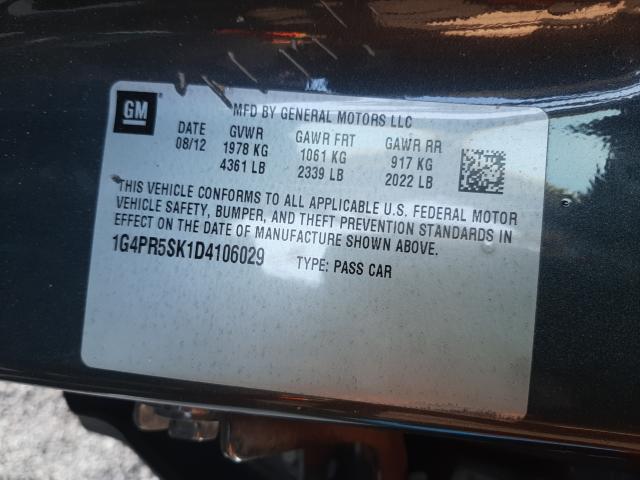 GM ®
MFD BY GENERAL MOTORS LLC
DATE GVWR GAWR FRT GAWR RR
08/12 1978 KG 1061 KG 917 KG
4361 LB 2339 LB 2022 LB
THIS VEHICLE CONFORMS TO ALL APPLICABLE U.S. FEDERAL MOTOR
VEHICLE SAFETY, BUMPER, AND THEFT PREVENTION STANDARDS IN
EFFECT ON THE DATE OF MANUFACTURE SHOWN ABOVE.
1G4PR5SK1D4106029 TYPE: PASS CAR